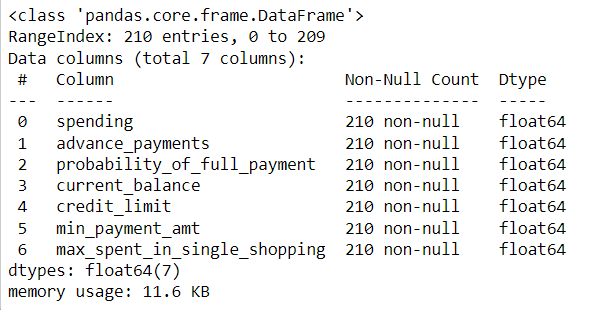 <class 'pandas.core.frame.DataFrame'>
RangeIndex: 210 entries, 0 to 209
Data columns (total 7 columns):
 #   Column                        Non-Null Count  Dtype
---  ------                        --------------  -----
 0   spending                      210 non-null    float64
 1   advance_payments              210 non-null    float64
 2   probability_of_full_payment   210 non-null    float64
 3   current_balance               210 non-null    float64
 4   credit_limit                  210 non-null    float64
 5   min_payment_amt               210 non-null    float64
 6   max_spent_in_single_shopping  210 non-null    float64
dtypes: float64(7)
memory usage: 11.6 KB